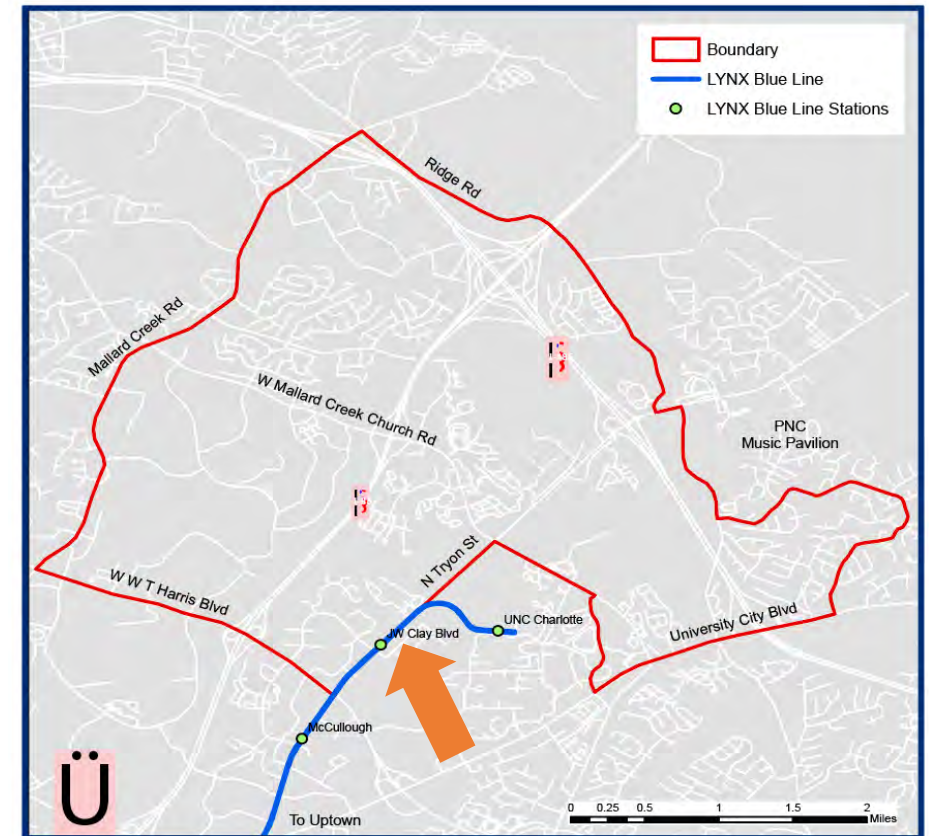 Boundary
LYNX Blue Line
LYNX Blue Line Stations
Ridge Rd
Mallard Creek Rd
W Mallard Creek Church Rd
PNC
Music Pavilion
N Tryon St
W W T Harris Blvd
UNC Charlotte
JW Clay Blvd
University City Blvd
McCullough
Ü
To Uptown
0 0.25 0.5 1 1.5 2
Miles